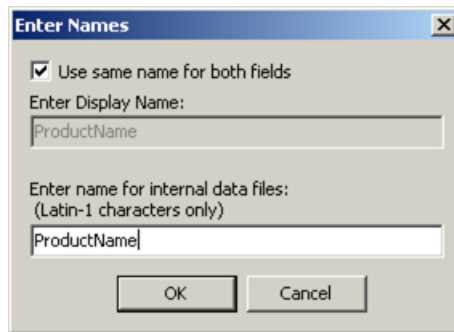 Enter Names
Use same name for both fields
Enter Display Name:
ProductName
Enter name for internal data files:
(Latin-1 characters only)
ProductName
OK Cancel